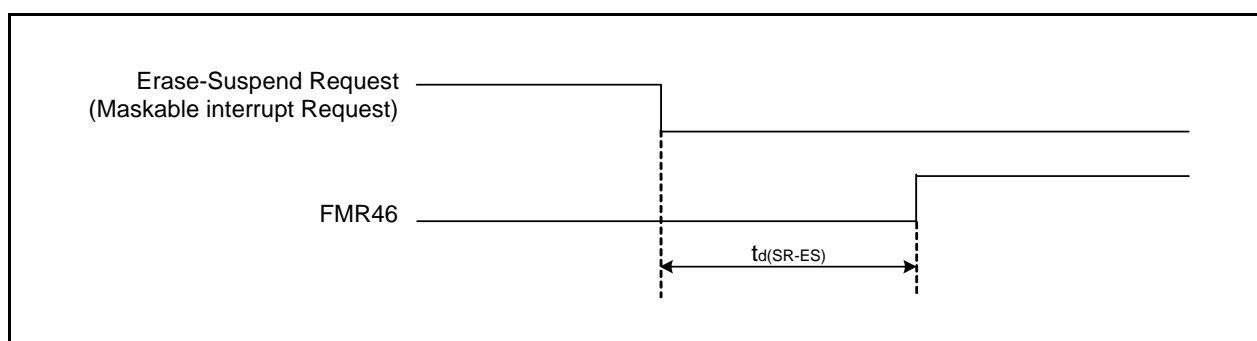 Erase-Suspend Request
(Maskable interrupt Request)
FMR46
td(SR-ES)